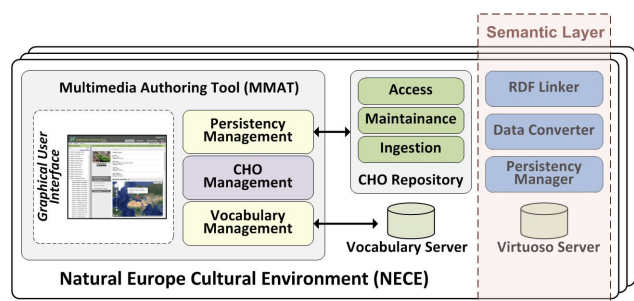 Semantic Layer
Multimedia Authoring Tool (MMAT)
Graphical User
Interface
Persistency
Management
CHO
Management
Vocabulary
Management
Access
Maintainance
Ingestion
CHO Repository
Vocabulary Server
RDF Linker
Data Converter
Persistency
Manager
Virtuoso Server
Natural Europe Cultural Environment (NECE)